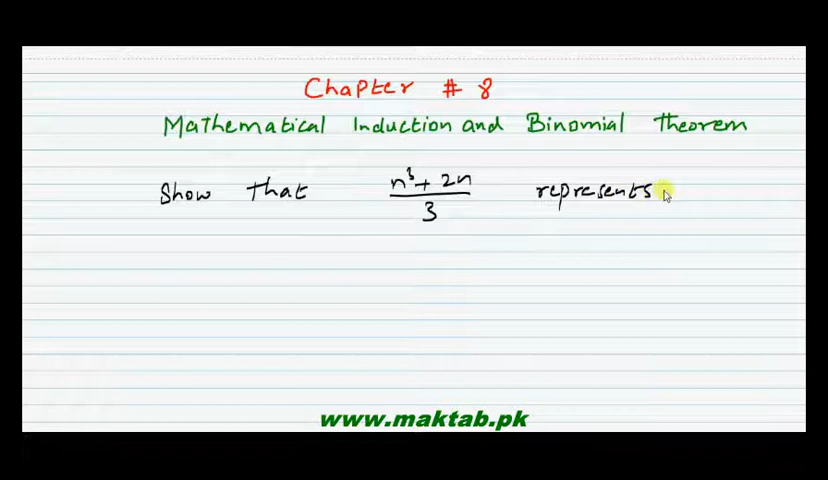 Chapter # 8
Mathematical Induction and Binomial Theorem
Show that (n³ + 2n)/3 represents
www.maktab.pk